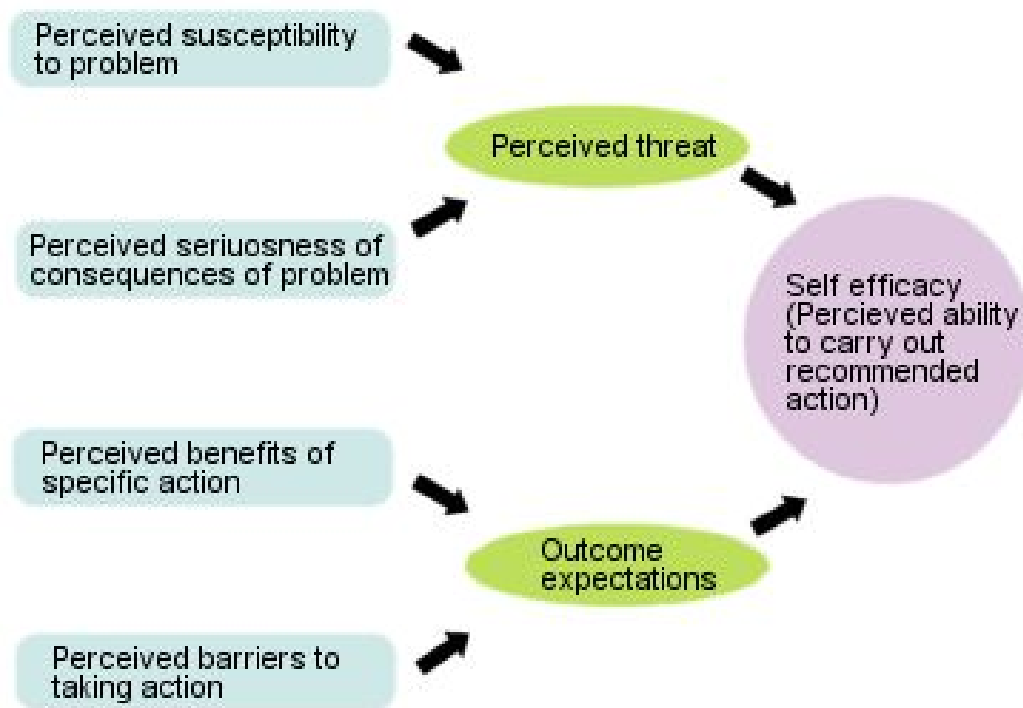 Perceived susceptibility
to problem
Perceived threat
Perceived seriuosness of
consequences of problem
Self efficacy
(Percieved ability
to carry out
recommended
action)
Perceived benefits of
specific action
Outcome
expectations
Perceived barriers to
taking action